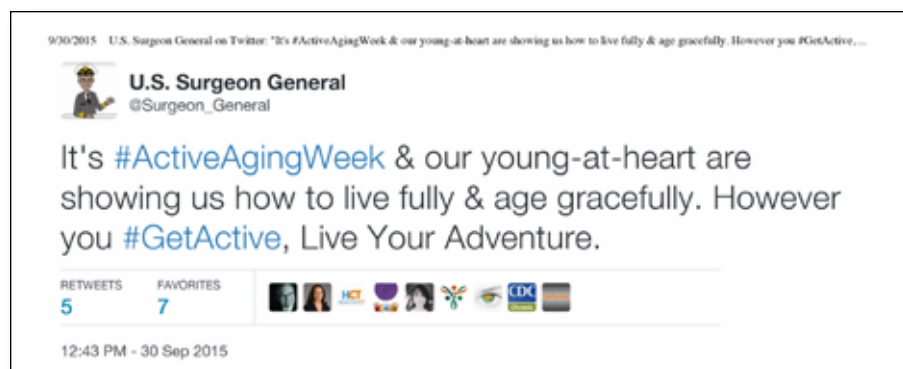 9/30/2015 U.S. Surgeon General on Twitter: "It's #ActiveAgingWeek & our young-at-heart are showing us how to live fully & age gracefully. However you #GetActive, ...
U.S. Surgeon General
@Surgeon_General
It's #ActiveAgingWeek & our young-at-heart are
showing us how to live fully & age gracefully. However
you #GetActive, Live Your Adventure.
RETWEETS FAVORITES
5 7
HCT
CDC
12:43 PM - 30 Sep 2015